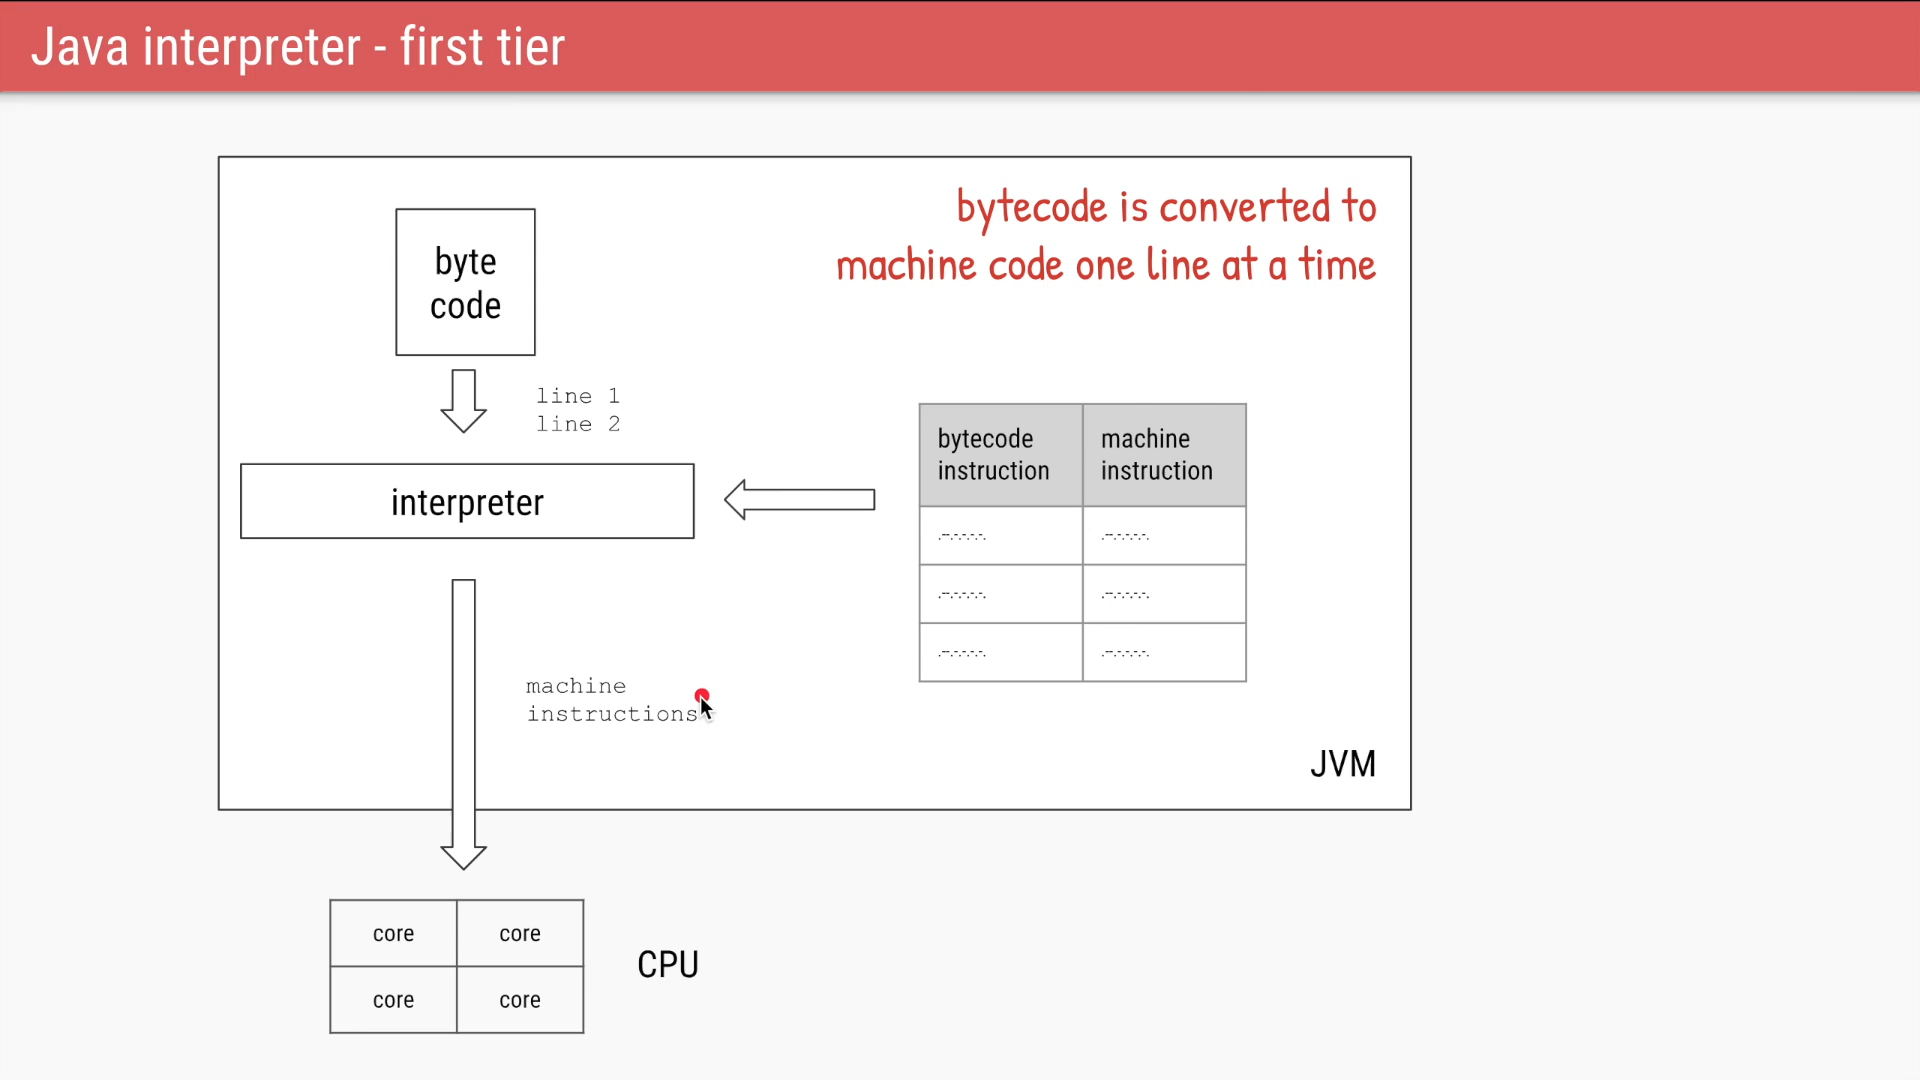 Java interpreter - first tier
bytecode is converted to
machine code one line at a time
byte
code
line 1
line 2
interpreter
bytecode
instruction
machine
instruction
machine
instructions
JVM
core
core
core
core
CPU